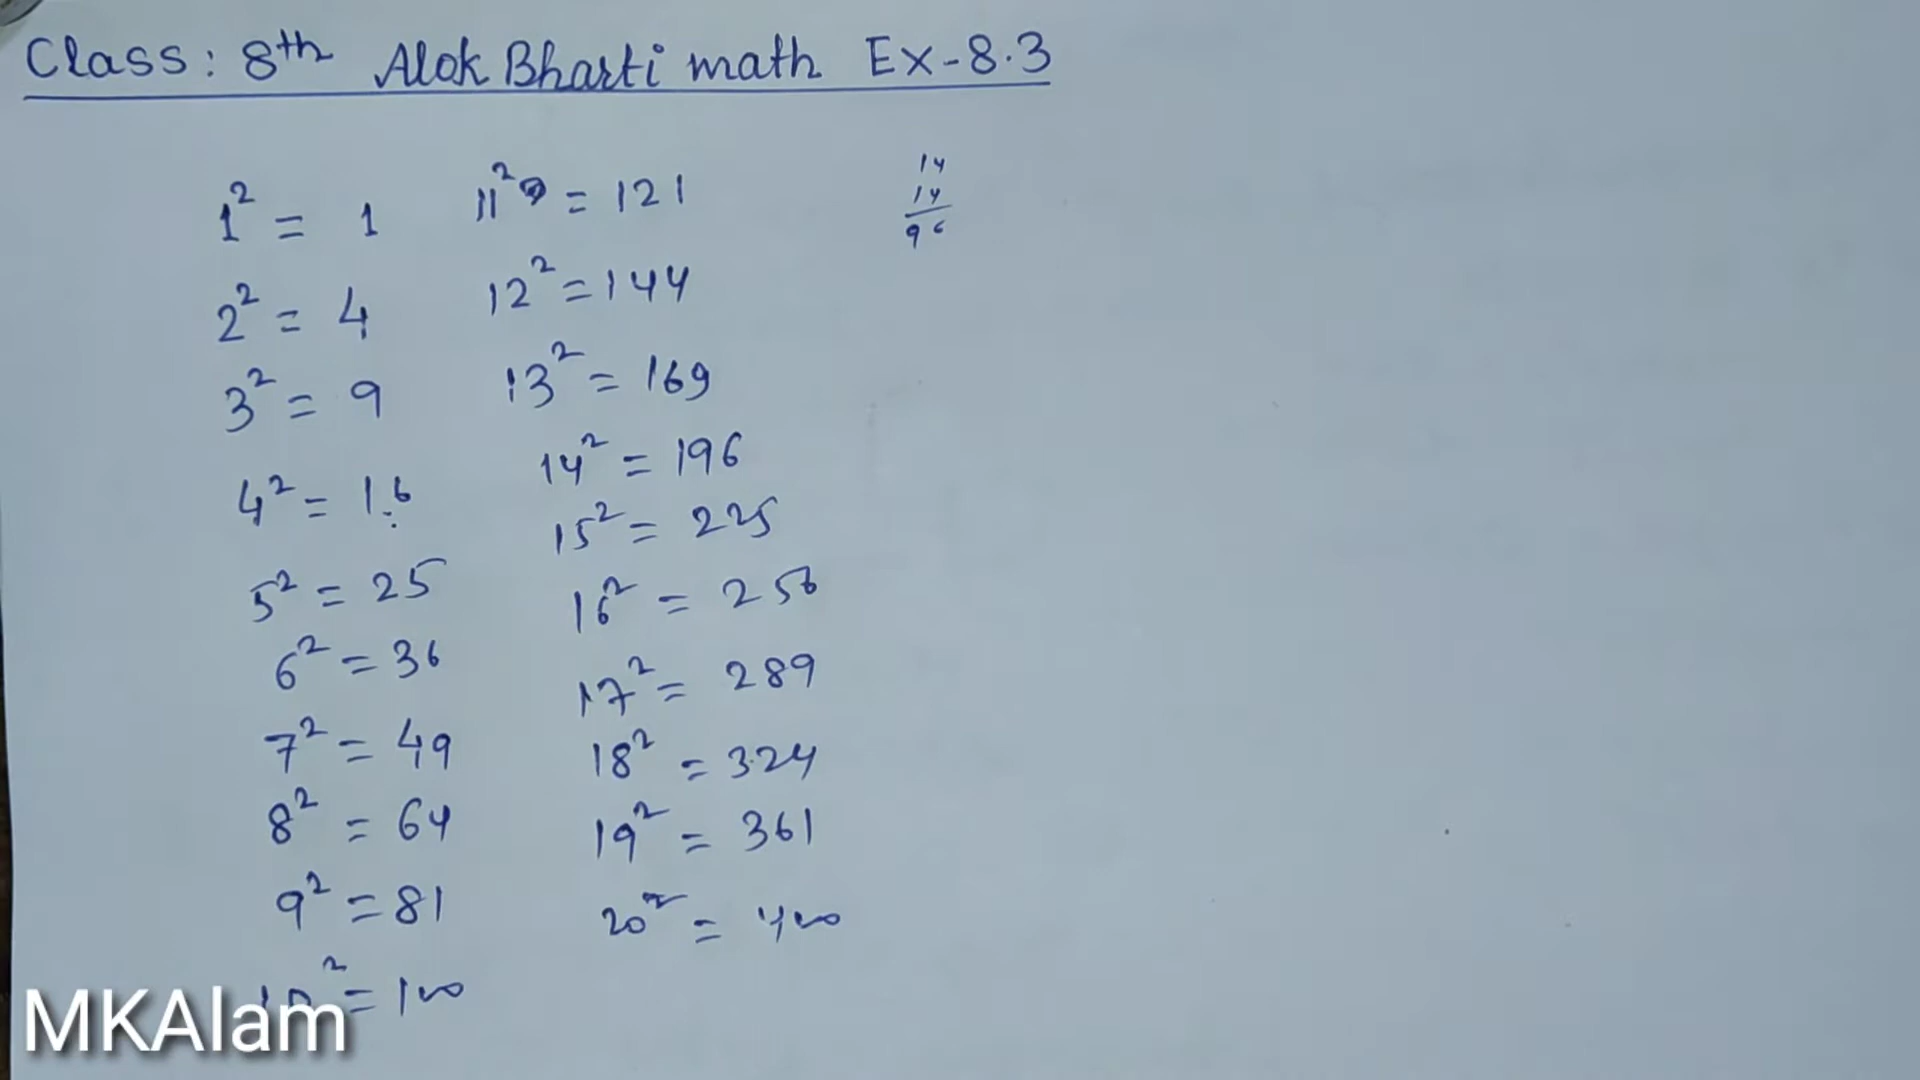 Class: 8th Alok Bharti math Ex-8.3
1² = 1
2² = 4
3² = 9
4² = 16
5² = 25
6² = 36
7² = 49
8² = 64
9² = 81
10² = 100
11² = 121
12² = 144
13² = 169
14² = 196
15² = 225
16² = 256
17² = 289
18² = 324
19² = 361
20² = 400
14
14
96
MKAlam